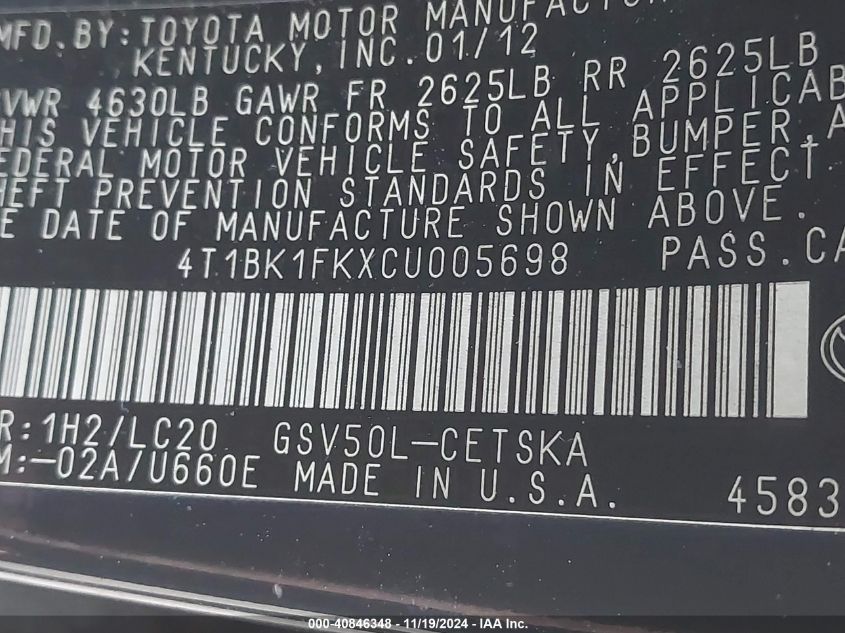 MFD. BY: TOYOTA MOTOR MANUFACTUR
KENTUCKY, INC. 01/12
VWR 4630LB GAWR FR 2625LB RR 2625LB
HIS VEHICLE CONFORMS TO ALL APPLICAB
EDERAL MOTOR VEHICLE SAFETY, BUMPER, A
HEFT PREVENTION STANDARDS IN EFFECT
E DATE OF MANUFACTURE SHOWN ABOVE.
4T1BK1FKXCU005698 PASS. CA
R: 1H2/LC20 GSV50L-CETSKA
M:-02A/U660E MADE IN U.S.A. 4583
000-40846348 - 11/19/2024 - IAA Inc.